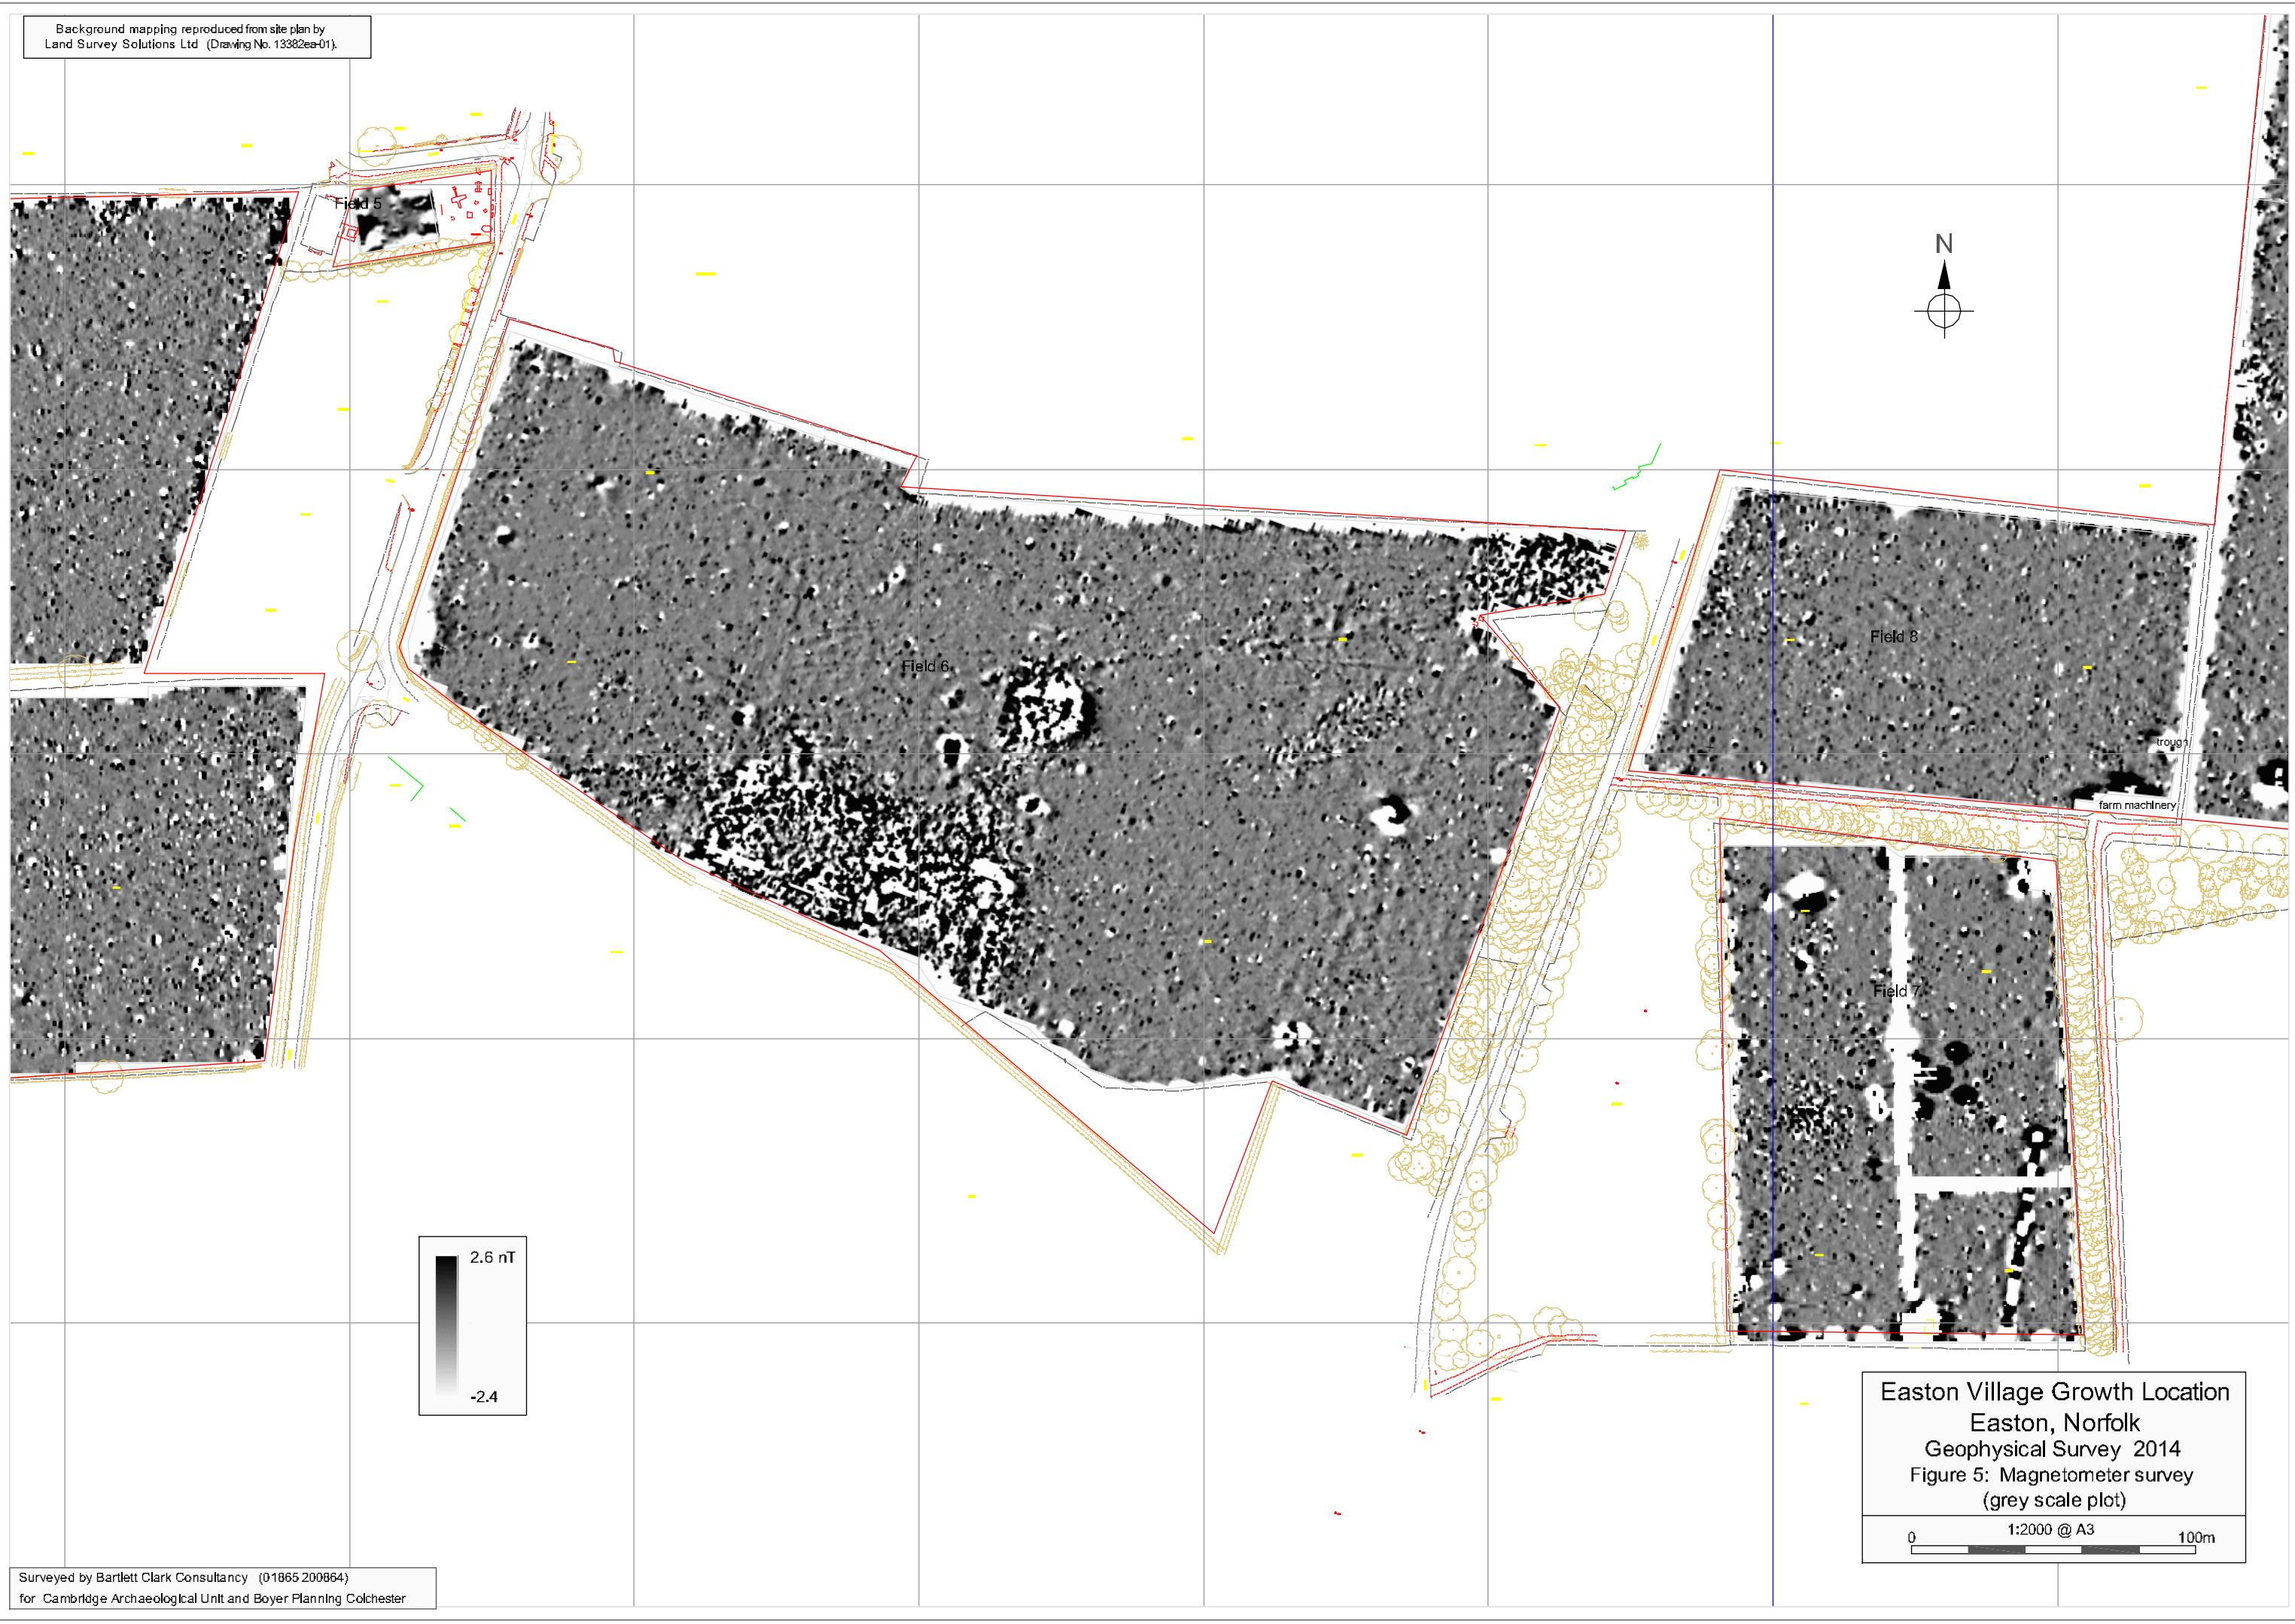 Background mapping reproduced from site plan by
Land Survey Solutions Ltd (Drawing No. 13382ea-01).
Field 5
N
Field 6
Field 8
trough
farm machinery
Field 7
2.6 nT
-2.4
Easton Village Growth Location
Easton, Norfolk
Geophysical Survey 2014
Figure 5: Magnetometer survey
(grey scale plot)
1:2000 @ A3
0 100m
Surveyed by Bartlett Clark Consultancy (01865 200864)
for Cambridge Archaeological Unit and Boyer Planning Colchester